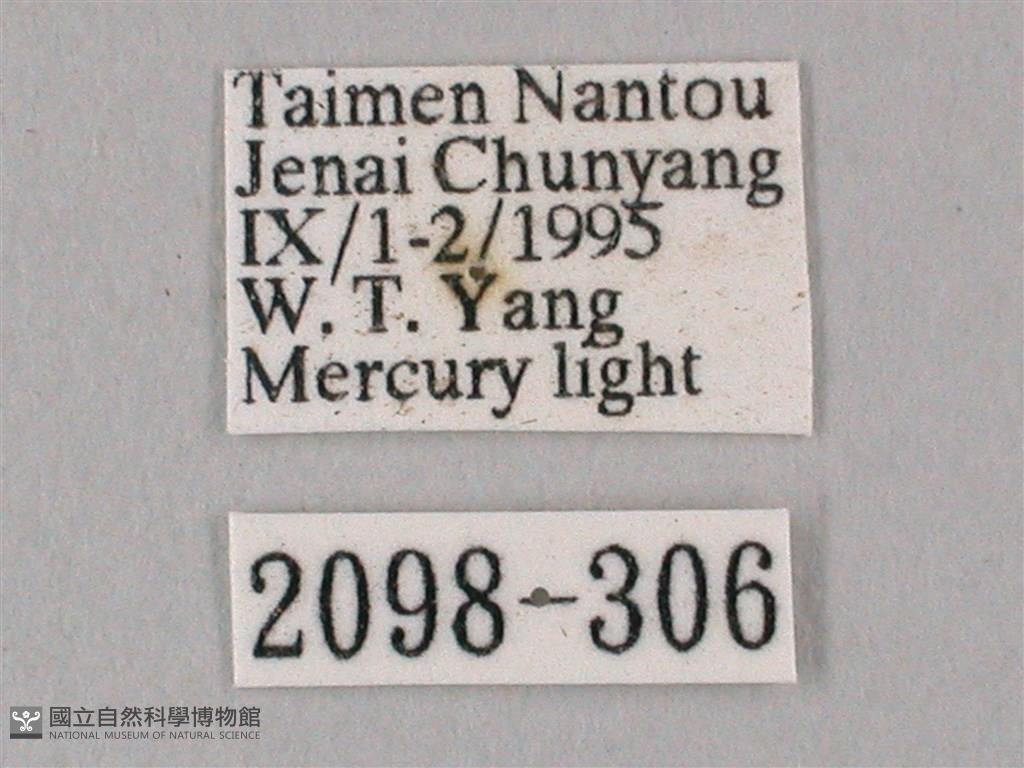 Taimen Nantou
Jenai Chunyang
IX/1-2/1995
W. T. Yang
Mercury light
2098-306
國立自然科學博物館
NATIONAL MUSEUM OF NATURAL SCIENCE